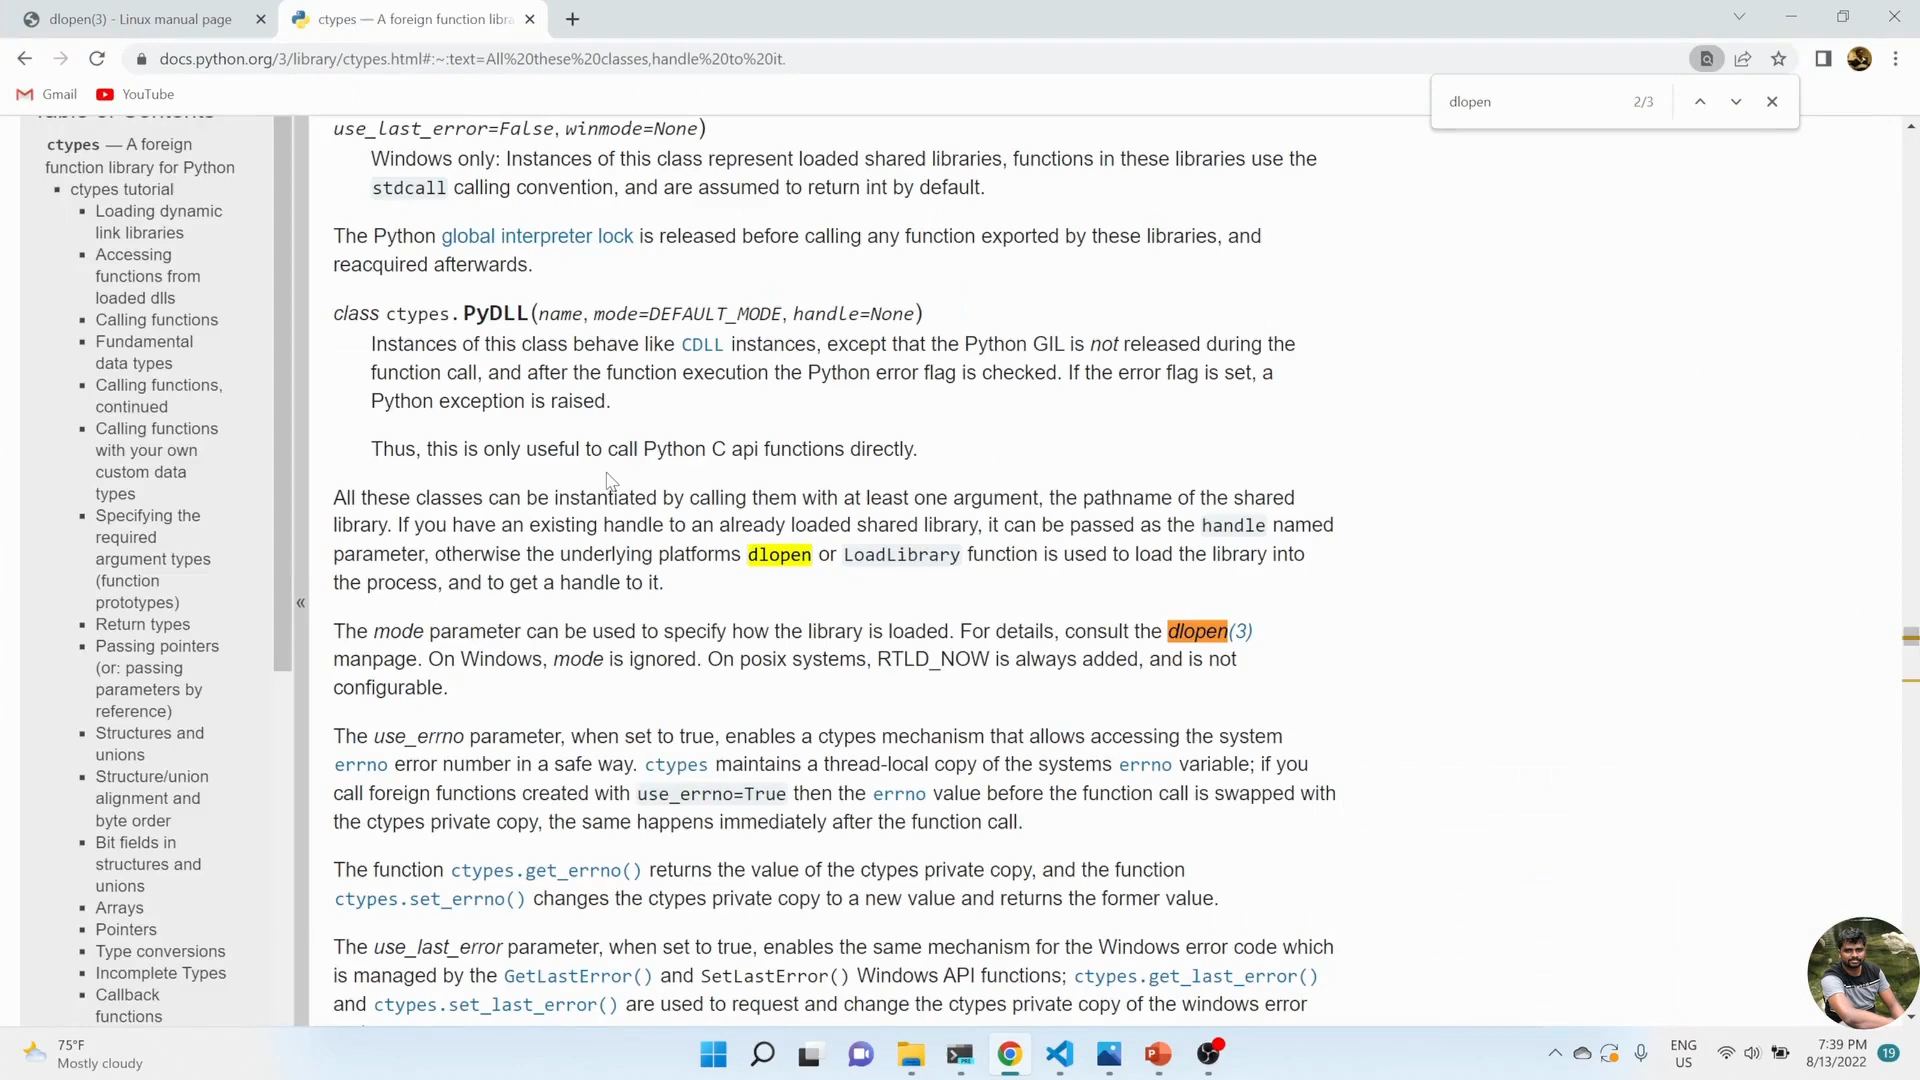 dlopen(3) - Linux manual page
ctypes — A foreign function libra
docs.python.org/3/library/ctypes.html#:~:text=All%20these%20classes,handle%20to%20it.
Gmail
YouTube
dlopen
2/3
ctypes — A foreign
function library for Python
ctypes tutorial
Loading dynamic
link libraries
Accessing
functions from
loaded dlls
Calling functions
Fundamental
data types
Calling functions,
continued
Calling functions
with your own
custom data
types
Specifying the
required
argument types
(function
prototypes)
Return types
Passing pointers
(or: passing
parameters by
reference)
Structures and
unions
Structure/union
alignment and
byte order
Bit fields in
structures and
unions
Arrays
Pointers
Type conversions
Incomplete Types
Callback
functions
«
use_last_error=False, winmode=None)
Windows only: Instances of this class represent loaded shared libraries, functions in these libraries use the
stdcall calling convention, and are assumed to return int by default.
The Python global interpreter lock is released before calling any function exported by these libraries, and
reacquired afterwards.
class ctypes.PyDLL(name, mode=DEFAULT_MODE, handle=None)
Instances of this class behave like CDLL instances, except that the Python GIL is not released during the
function call, and after the function execution the Python error flag is checked. If the error flag is set, a
Python exception is raised.
Thus, this is only useful to call Python C api functions directly.
All these classes can be instantiated by calling them with at least one argument, the pathname of the shared
library. If you have an existing handle to an already loaded shared library, it can be passed as the handle named
parameter, otherwise the underlying platforms dlopen or LoadLibrary function is used to load the library into
the process, and to get a handle to it.
The mode parameter can be used to specify how the library is loaded. For details, consult the dlopen(3)
manpage. On Windows, mode is ignored. On posix systems, RTLD_NOW is always added, and is not
configurable.
The use_errno parameter, when set to true, enables a ctypes mechanism that allows accessing the system
errno error number in a safe way. ctypes maintains a thread-local copy of the systems errno variable; if you
call foreign functions created with use_errno=True then the errno value before the function call is swapped with
the ctypes private copy, the same happens immediately after the function call.
The function ctypes.get_errno() returns the value of the ctypes private copy, and the function
ctypes.set_errno() changes the ctypes private copy to a new value and returns the former value.
The use_last_error parameter, when set to true, enables the same mechanism for the Windows error code which
is managed by the GetLastError() and SetLastError() Windows API functions; ctypes.get_last_error()
and ctypes.set_last_error() are used to request and change the ctypes private copy of the windows error
75°F
Mostly cloudy
ENG
US
7:39 PM
8/13/2022
19